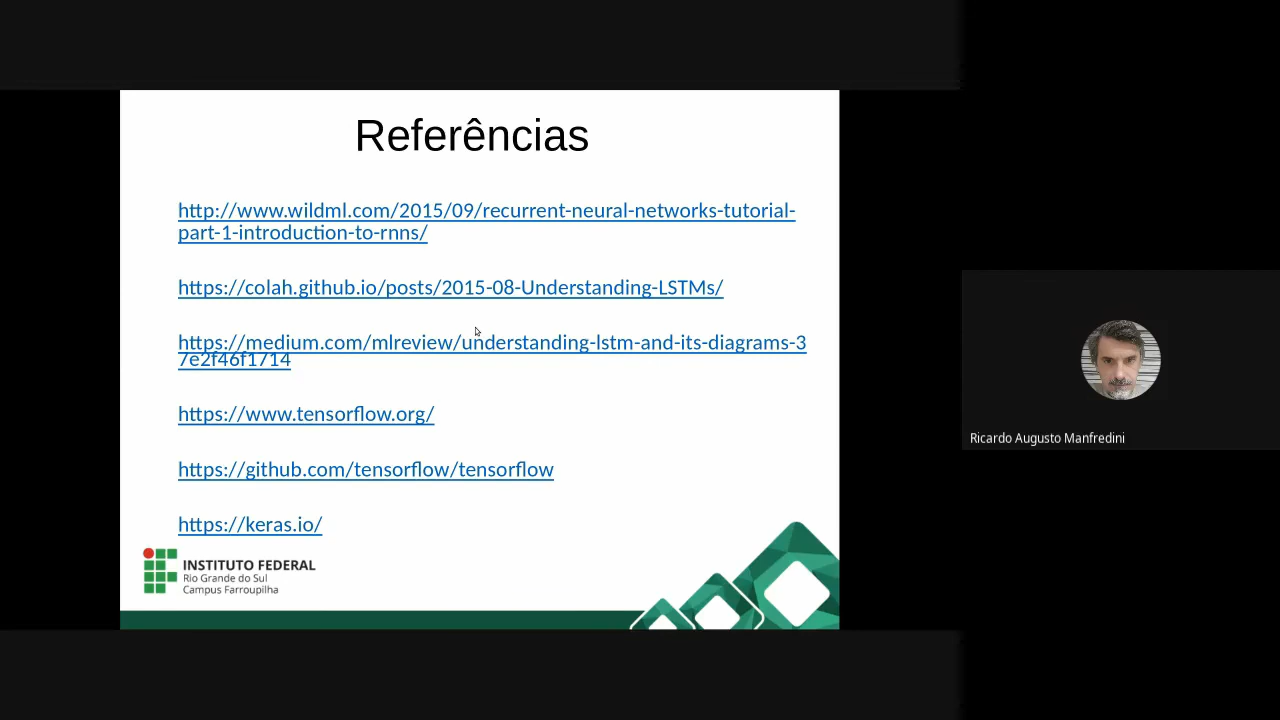 Referências
http://www.wildml.com/2015/09/recurrent-neural-networks-tutorial-
part-1-introduction-to-rnns/
https://colah.github.io/posts/2015-08-Understanding-LSTMs/
https://medium.com/mlreview/understanding-lstm-and-its-diagrams-3
7e2f46f1714
https://www.tensorflow.org/
https://github.com/tensorflow/tensorflow
https://keras.io/
INSTITUTO FEDERAL
Rio Grande do Sul
Campus Farroupilha
Ricardo Augusto Manfredini